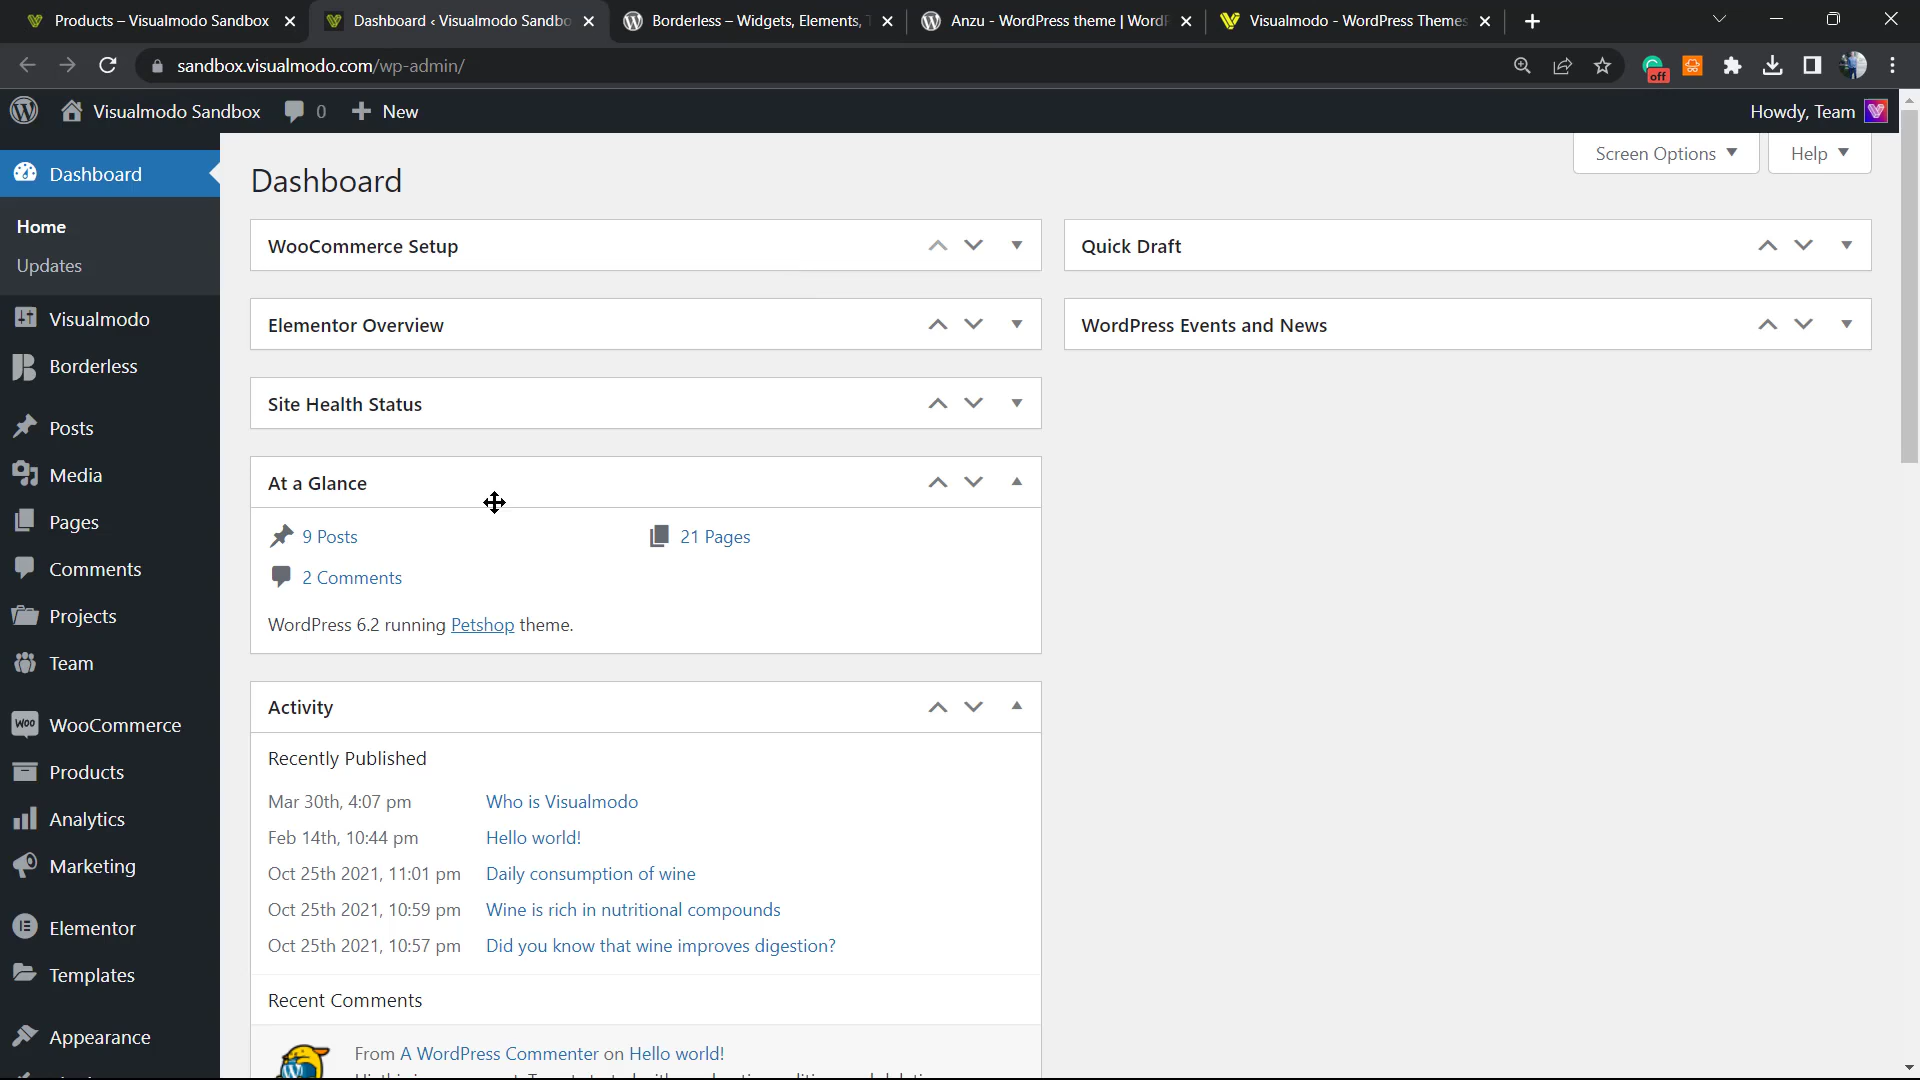 Products – Visualmodo Sandbox
Dashboard ‹ Visualmodo Sandbo
Borderless – Widgets, Elements, T
Anzu - WordPress theme | WordP
Visualmodo - WordPress Themes
sandbox.visualmodo.com/wp-admin/
off
Visualmodo Sandbox
0
New
Howdy, Team
Dashboard
Home
Updates
Visualmodo
Borderless
Posts
Media
Pages
Comments
Projects
Team
Woo
WooCommerce
Products
Analytics
Marketing
Elementor
Templates
Appearance
Screen Options
Help
Dashboard
WooCommerce Setup
Elementor Overview
Site Health Status
At a Glance
9 Posts
21 Pages
2 Comments
WordPress 6.2 running Petshop theme.
Activity
Recently Published
Mar 30th, 4:07 pm Who is Visualmodo
Feb 14th, 10:44 pm Hello world!
Oct 25th 2021, 11:01 pm Daily consumption of wine
Oct 25th 2021, 10:59 pm Wine is rich in nutritional compounds
Oct 25th 2021, 10:57 pm Did you know that wine improves digestion?
Recent Comments
From A WordPress Commenter on Hello world!
Quick Draft
WordPress Events and News